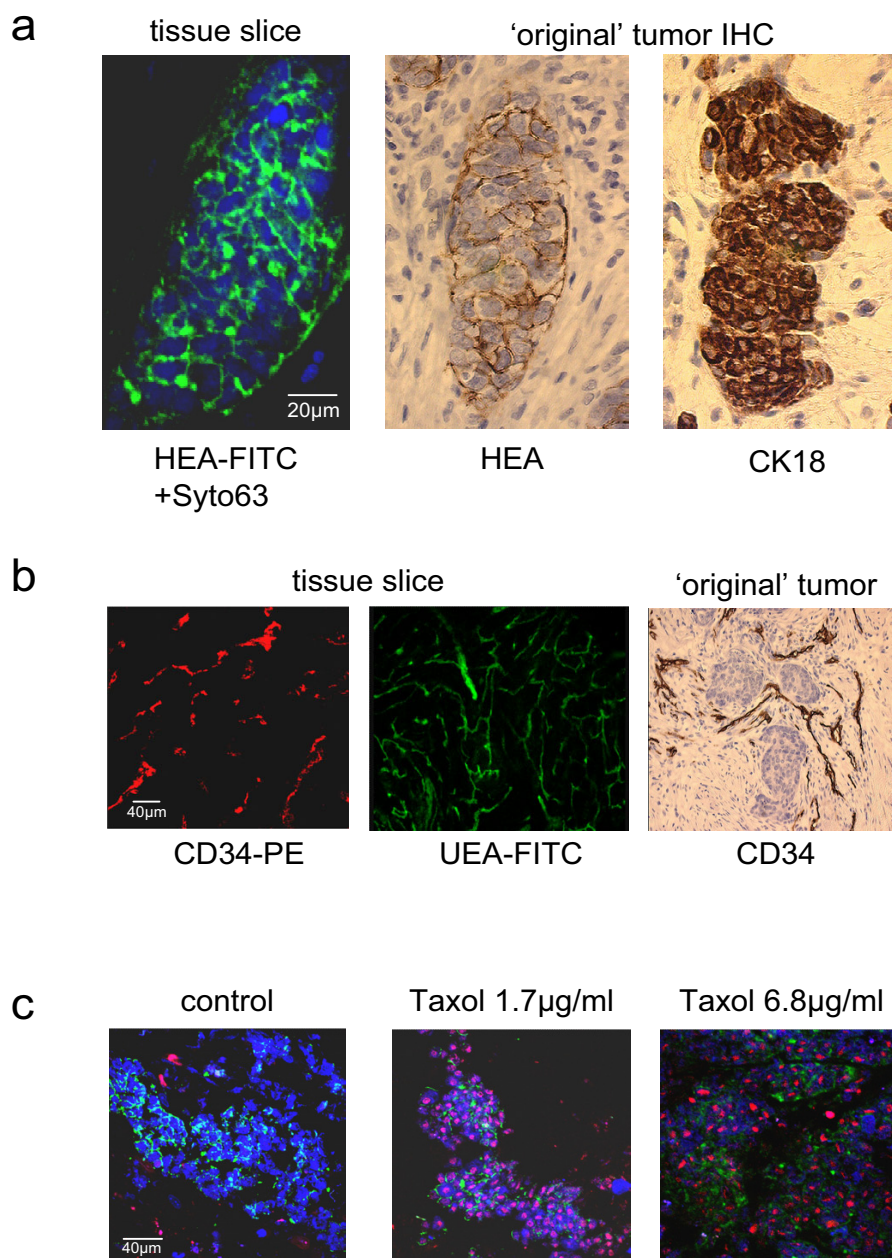 a
tissue slice
‘original’ tumor IHC
20µm
HEA-FITC
+Syto63
HEA
CK18
b
tissue slice
‘original’ tumor
40µm
CD34-PE
UEA-FITC
CD34
c
control
Taxol 1.7µg/ml
Taxol 6.8µg/ml
40µm